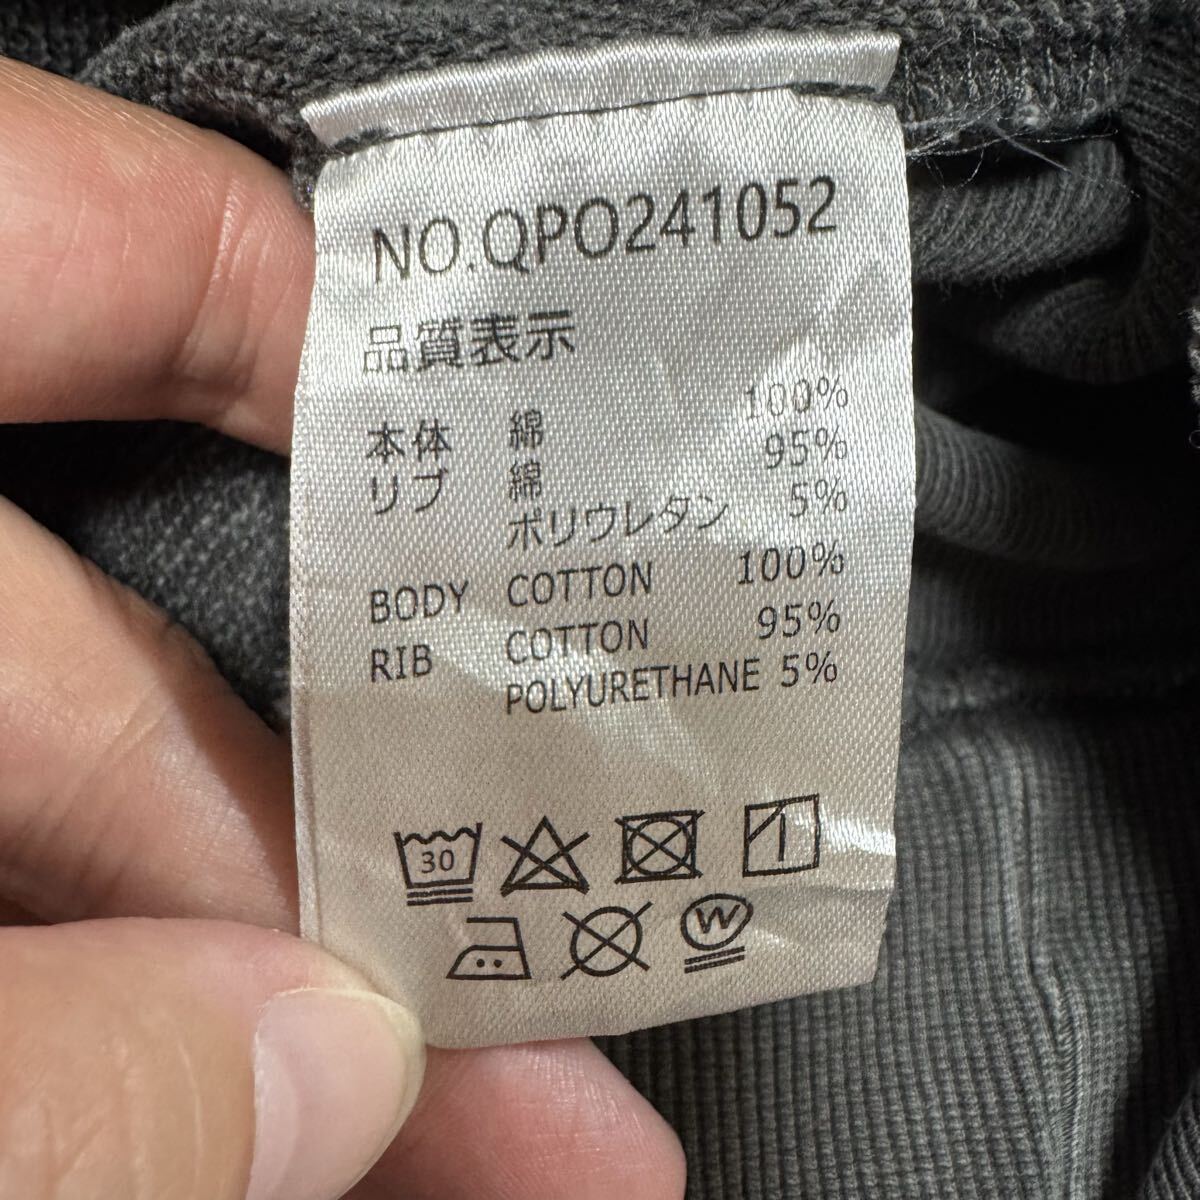 NO.QPO241052
品質表示
本体 綿 100%
リブ 綿 95%
ポリウレタン 5%
BODY COTTON 100%
RIB COTTON 95%
POLYURETHANE 5%
30
W